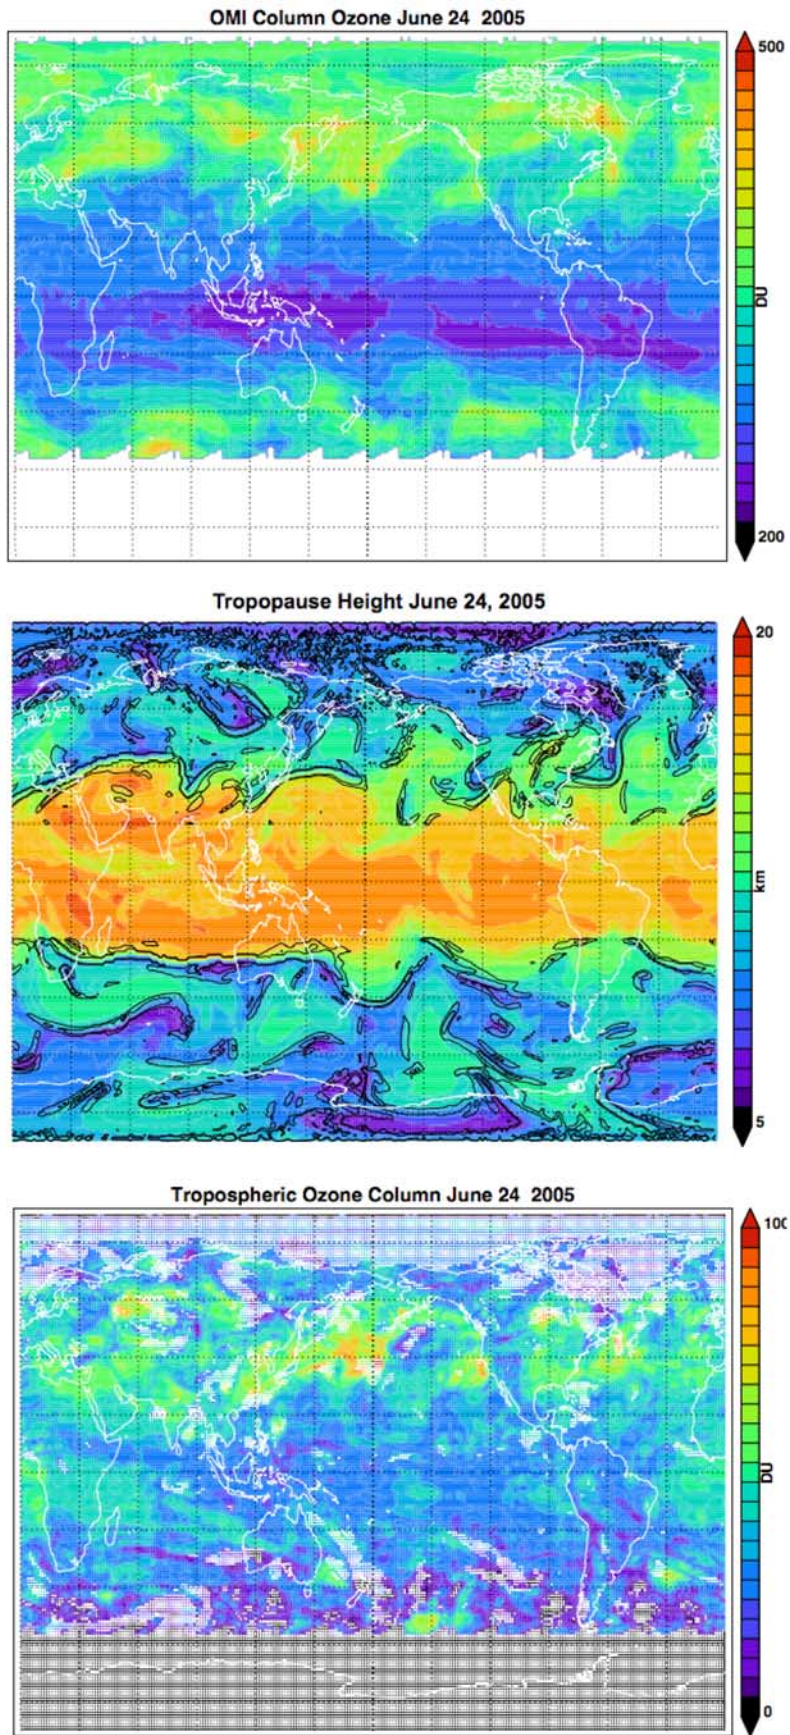 OMI Column Ozone June 24 2005
500
DU
200
Tropopause Height June 24, 2005
20
km
5
Tropospheric Ozone Column June 24 2005
100
DU
0